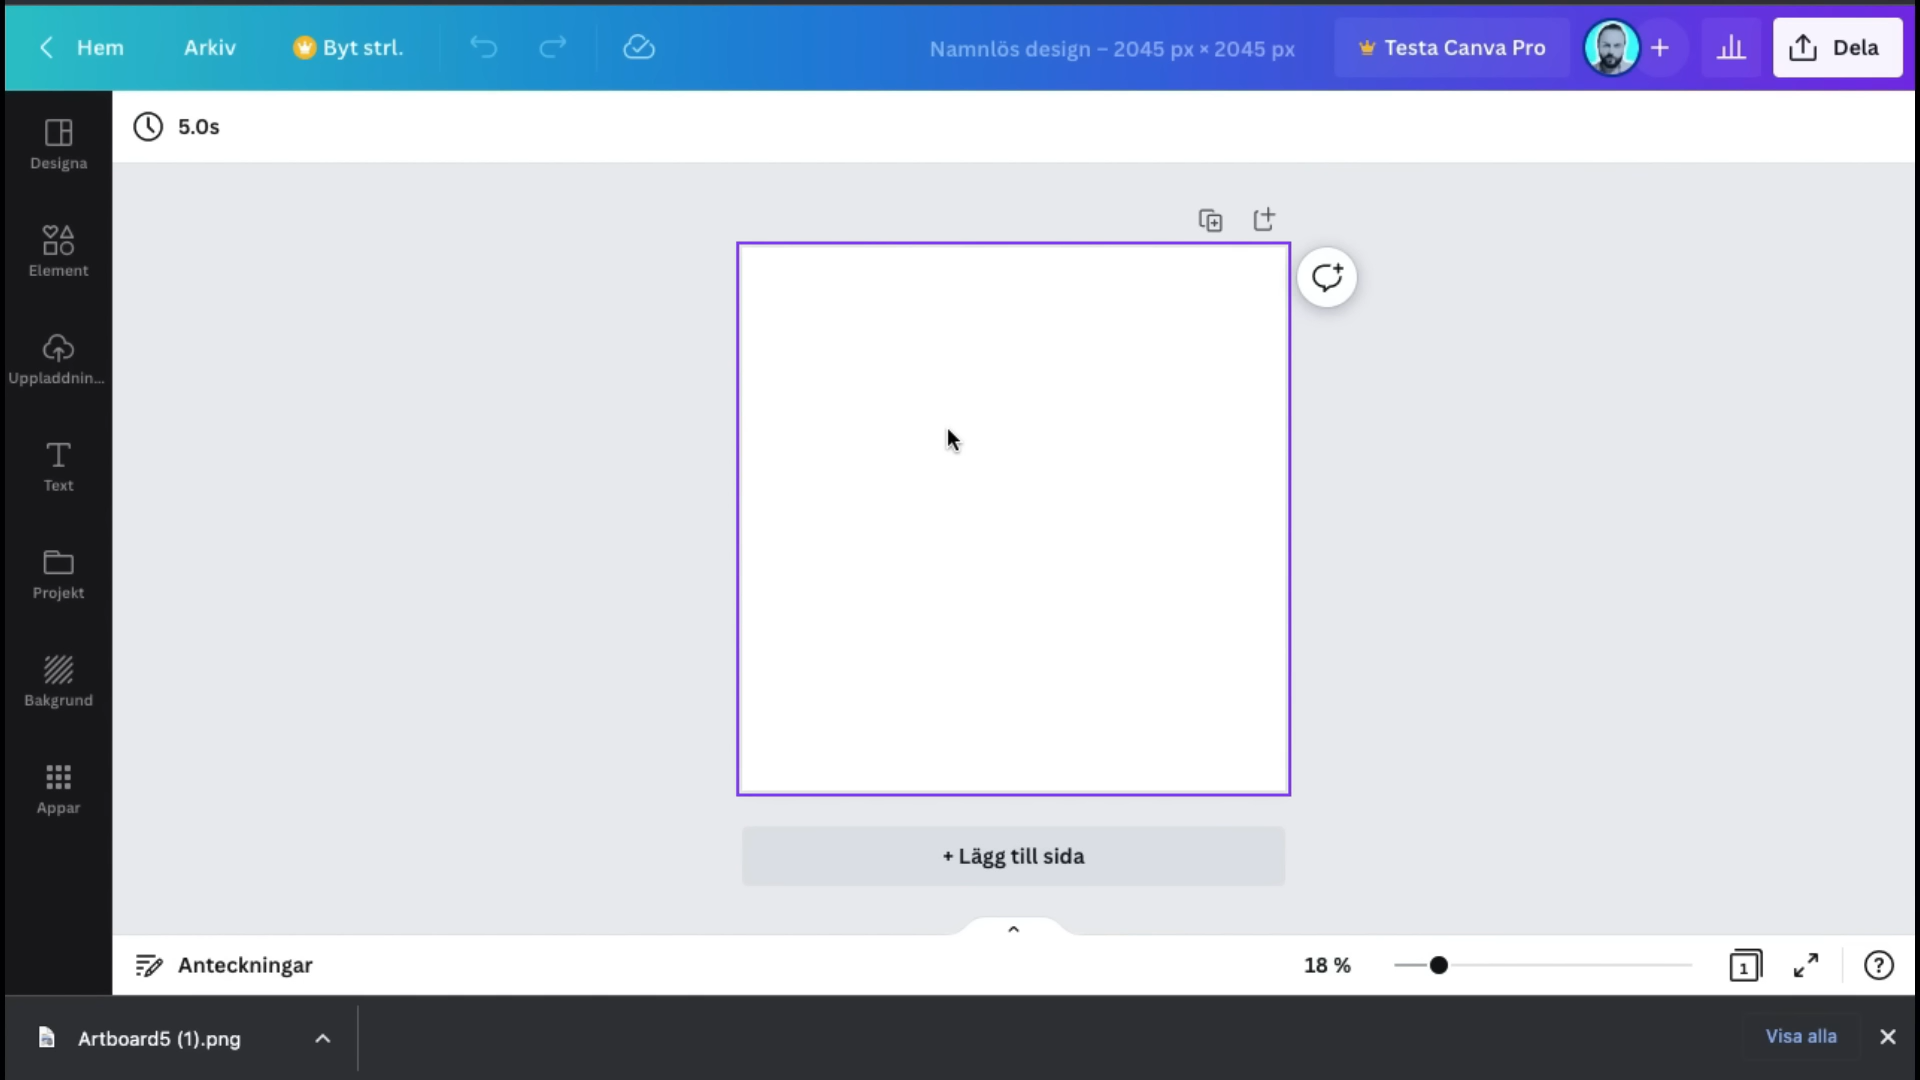 Hem
Arkiv
Byt strl.
Namnlös design – 2045 px × 2045 px
Testa Canva Pro
Dela
5.0s
Designa
Element
Uppladdnin...
Text
Projekt
Bakgrund
Appar
+ Lägg till sida
Anteckningar
18 %
1
Artboard5 (1).png
Visa alla